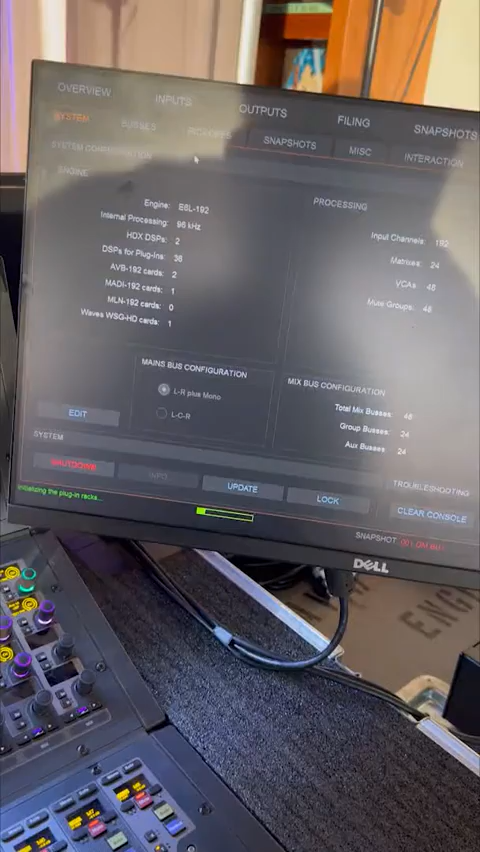 OVERVIEW
INPUTS
OUTPUTS
FILING
SNAPSHOTS
SYSTEM
BUSSES
PICKOFFS
SNAPSHOTS
MISC
INTERACTION
SYSTEM CONFIGURATION
ENGINE
Engine: E6L-192
Internal Processing: 96 kHz
HDX DSPs: 2
DSPs for Plug-Ins: 36
AVB-192 cards: 2
MADI-192 cards: 1
MLN-192 cards: 0
Waves WSG-HD cards: 1
PROCESSING
Input Channels: 192
Matrixes: 24
VCAs: 48
Mute Groups: 48
MAINS BUS CONFIGURATION
L-R plus Mono
L-C-R
MIX BUS CONFIGURATION
Total Mix Busses: 48
Group Busses: 24
Aux Busses: 24
EDIT
SYSTEM
SHUTDOWN
INFO
UPDATE
LOCK
TROUBLESHOOTING
CLEAR CONSOLE
Initializing the plug-in racks...
SNAPSHOT
DELL